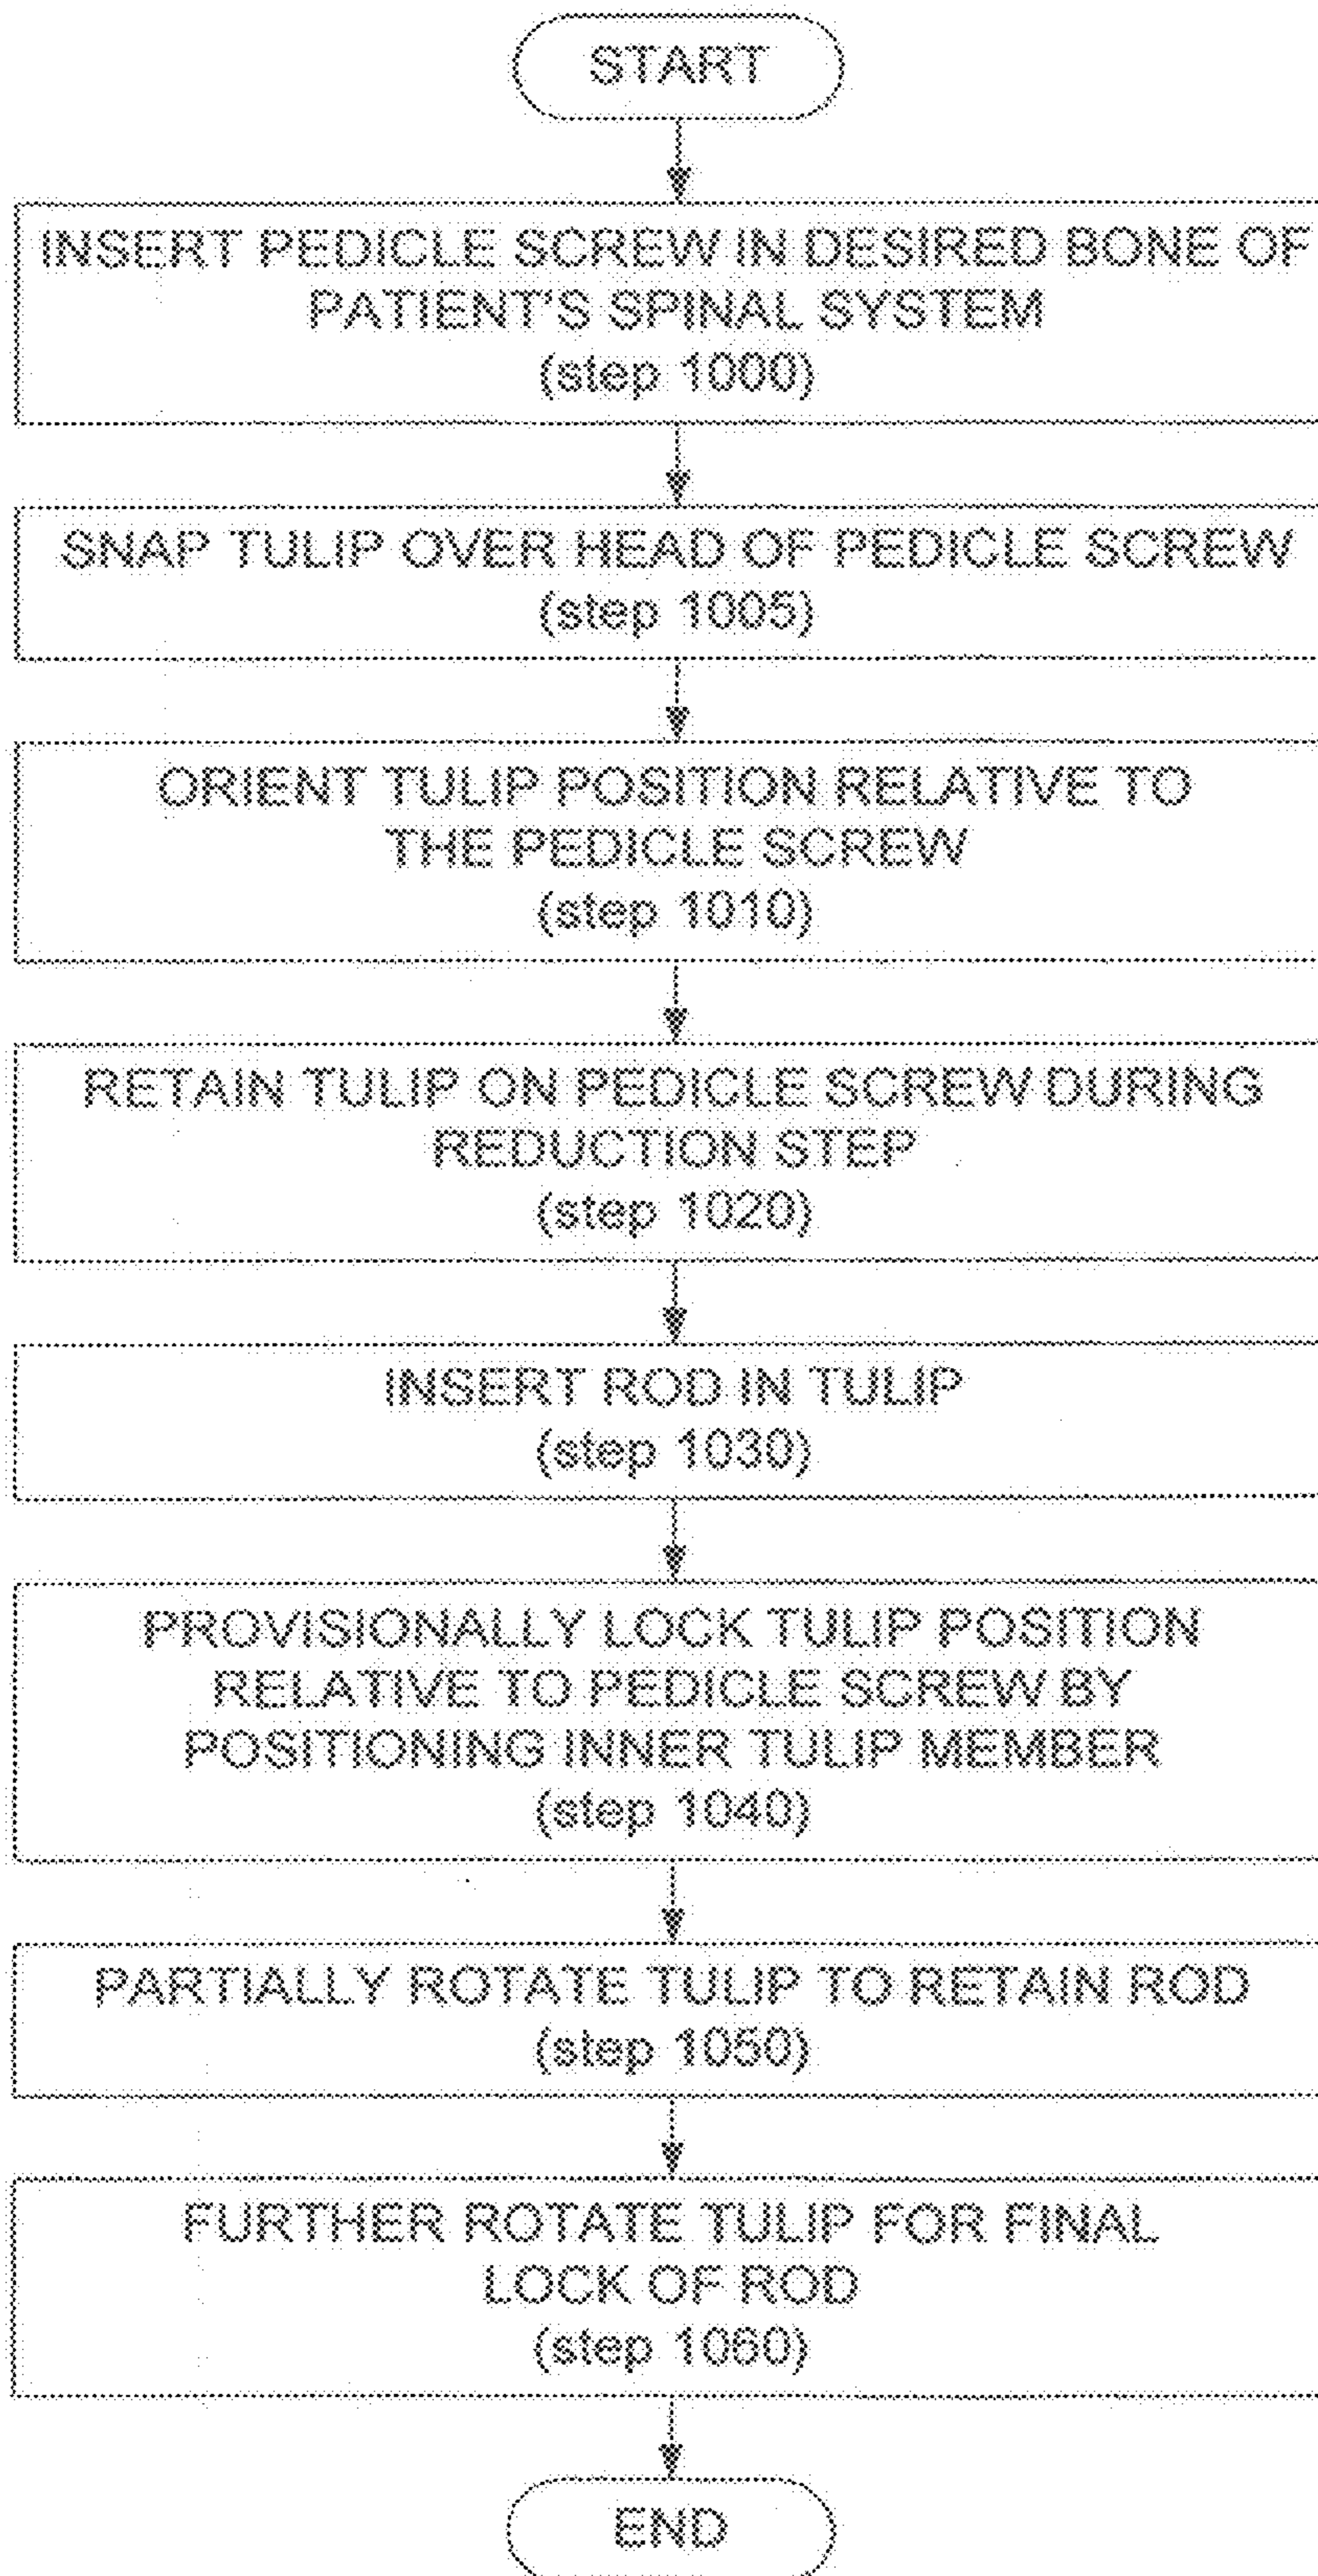 START
INSERT PEDICLE SCREW IN DESIRED BONE OF
PATIENT'S SPINAL SYSTEM
(step 1000)
SNAP TULIP OVER HEAD OF PEDICLE SCREW
(step 1005)
ORIENT TULIP POSITION RELATIVE TO
THE PEDICLE SCREW
(step 1010)
RETAIN TULIP ON PEDICLE SCREW DURING
REDUCTION STEP
(step 1020)
INSERT ROD IN TULIP
(step 1030)
PROVISIONALLY LOCK TULIP POSITION
RELATIVE TO PEDICLE SCREW BY
POSITIONING INNER TULIP MEMBER
(step 1040)
PARTIALLY ROTATE TULIP TO RETAIN ROD
(step 1050)
FURTHER ROTATE TULIP FOR FINAL
LOCK OF ROD
(step 1060)
END